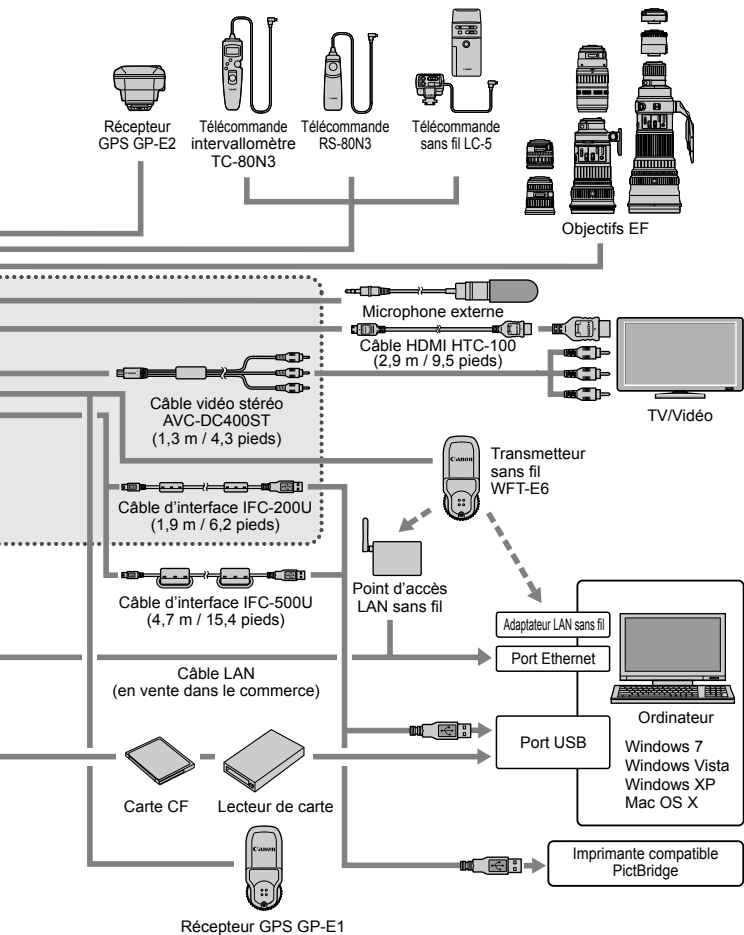 Récepteur
GPS GP-E2
Télécommande
intervallomètre
TC-80N3
Télécommande
RS-80N3
Télécommande
sans fil LC-5
Objectifs EF
Microphone externe
Câble HDMI HTC-100
(2,9 m / 9,5 pieds)
TV/Vidéo
Câble vidéo stéréo
AVC-DC400ST
(1,3 m / 4,3 pieds)
Canon
Transmetteur
sans fil
WFT-E6
Câble d'interface IFC-200U
(1,9 m / 6,2 pieds)
Point d'accès
LAN sans fil
Câble d'interface IFC-500U
(4,7 m / 15,4 pieds)
Adaptateur LAN sans fil
Port Ethernet
Câble LAN
(en vente dans le commerce)
Ordinateur
Port USB
Windows 7
Windows Vista
Windows XP
Mac OS X
Carte CF
Lecteur de carte
Canon
Imprimante compatible
PictBridge
Récepteur GPS GP-E1